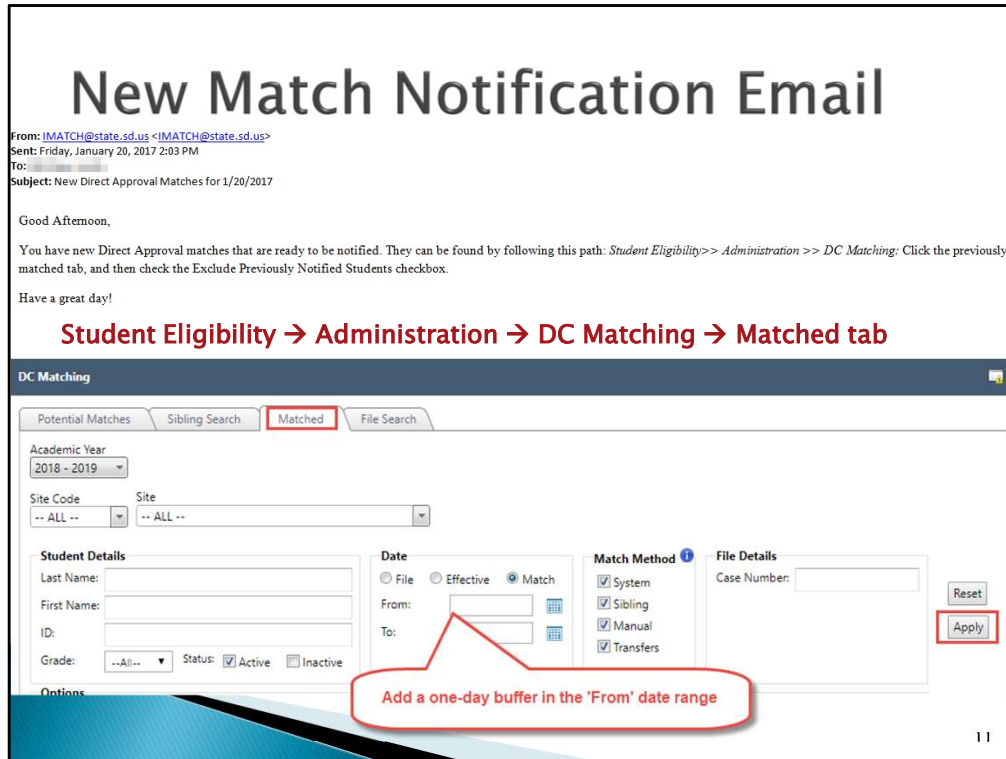 New Match Notification Email
From: IMATCH@state.sd.us <IMATCH@state.sd.us>
Sent: Friday, January 20, 2017 2:03 PM
To:
Subject: New Direct Approval Matches for 1/20/2017
Good Afternoon,
You have new Direct Approval matches that are ready to be notified. They can be found by following this path: Student Eligibility>> Administration >> DC Matching: Click the previously
matched tab, and then check the Exclude Previously Notified Students checkbox.
Have a great day!
Student Eligibility → Administration → DC Matching → Matched tab
DC Matching
Potential Matches Sibling Search Matched File Search
Academic Year
2018 - 2019
Site Code Site
-- ALL -- -- ALL --
Student Details Date Match Method File Details
Last Name: File Effective Match System Case Number:
First Name: From: Sibling Reset
ID: To: Manual Apply
Grade: --All-- Status: Active Inactive Transfers
Options
Add a one-day buffer in the 'From' date range
11